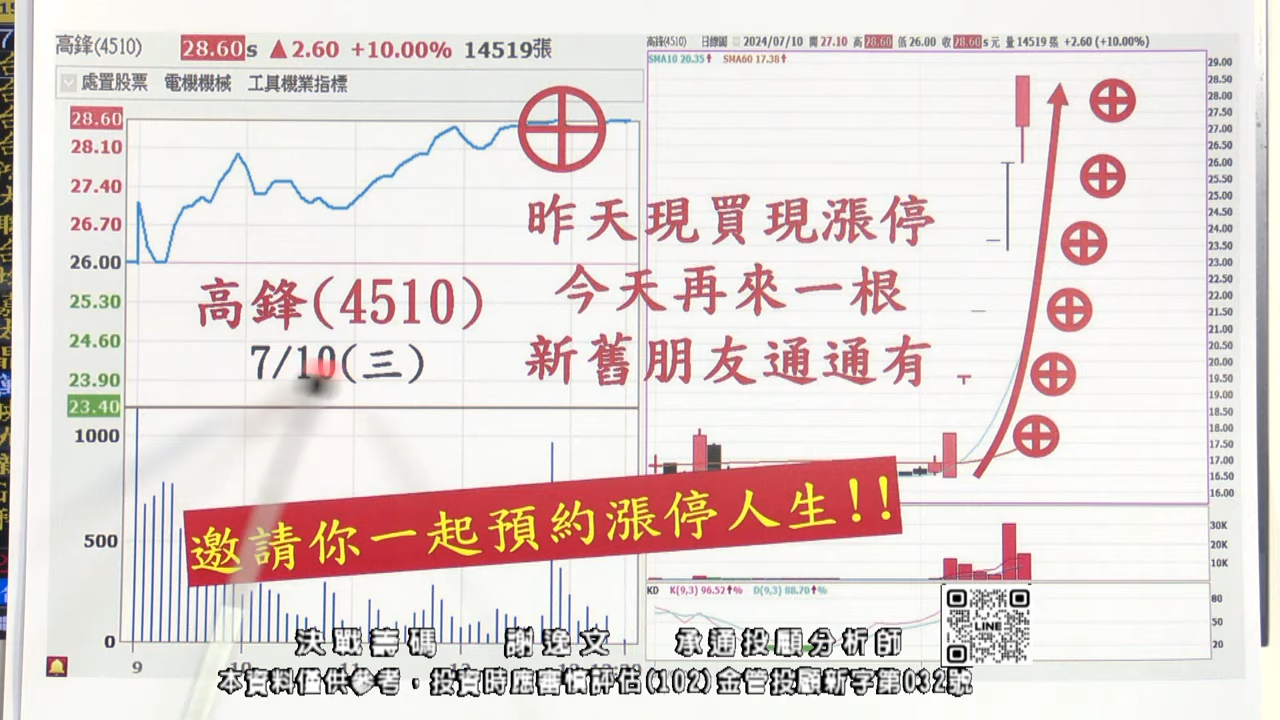 高鋒(4510) 28.60s ▲2.60 +10.00% 14519張
處置股票 電機機械 工具機業指標
28.60
28.10
27.40
26.70
26.00
25.30
24.60
23.90
23.40
1000
500
0
9
高鋒(4510)
7/10(三)
高鋒(4510) 日線圖 2024/07/10 開 27.10 高 28.60 低 26.00 收 28.60 s元 量 14519 張 +2.60 (+10.00%)
SMA10 20.35↑ SMA60 17.38↑
昨天現買現漲停
今天再來一根
新舊朋友通通有
29.00
28.50
28.00
27.50
27.00
26.50
26.00
25.50
25.00
24.50
24.00
23.50
23.00
22.50
22.00
21.50
21.00
20.50
20.00
19.50
19.00
18.50
18.00
17.50
17.00
16.50
16.00
30K
20K
10K
KD K(9,3) 96.52↑% D(9,3) 88.70↑%
80
50
20
邀請你一起預約漲停人生!!
LINE
決戰籌碼 謝逸文 承通投顧分析師
本資料僅供參考，投資時應審慎評估(102)金管投顧新字第032號